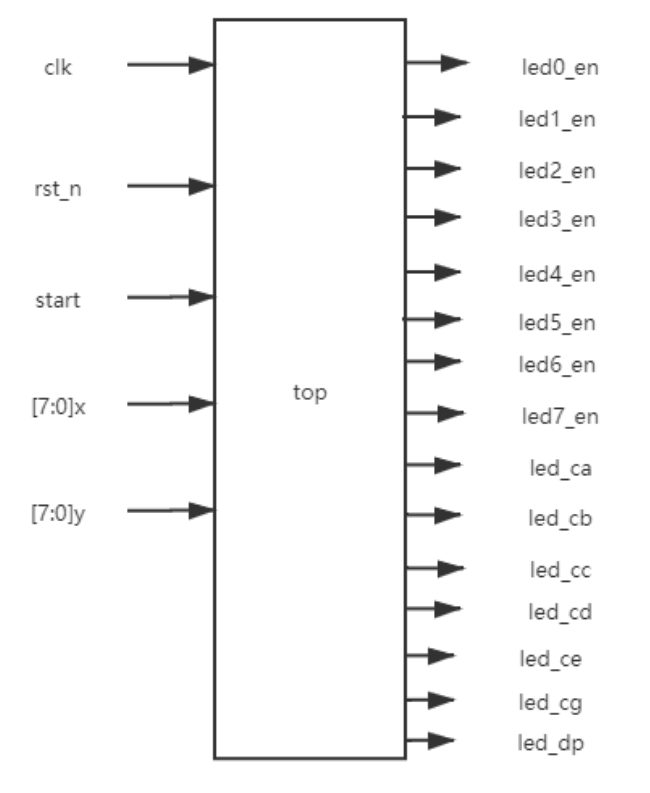 clk
rst_n
start
[7:0]x
[7:0]y
top
led0_en
led1_en
led2_en
led3_en
led4_en
led5_en
led6_en
led7_en
led_ca
led_cb
led_cc
led_cd
led_ce
led_cg
led_dp